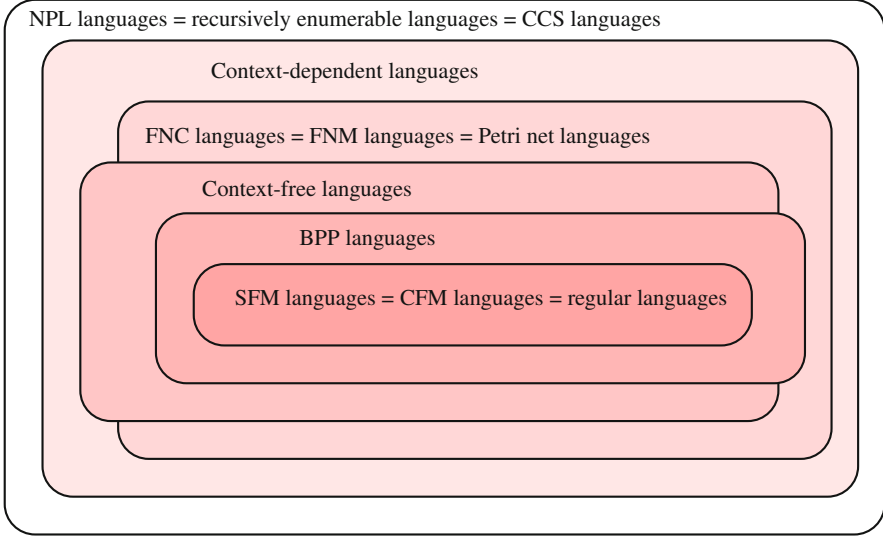 NPL languages = recursively enumerable languages = CCS languages
Context-dependent languages
FNC languages = FNM languages = Petri net languages
Context-free languages
BPP languages
SFM languages = CFM languages = regular languages